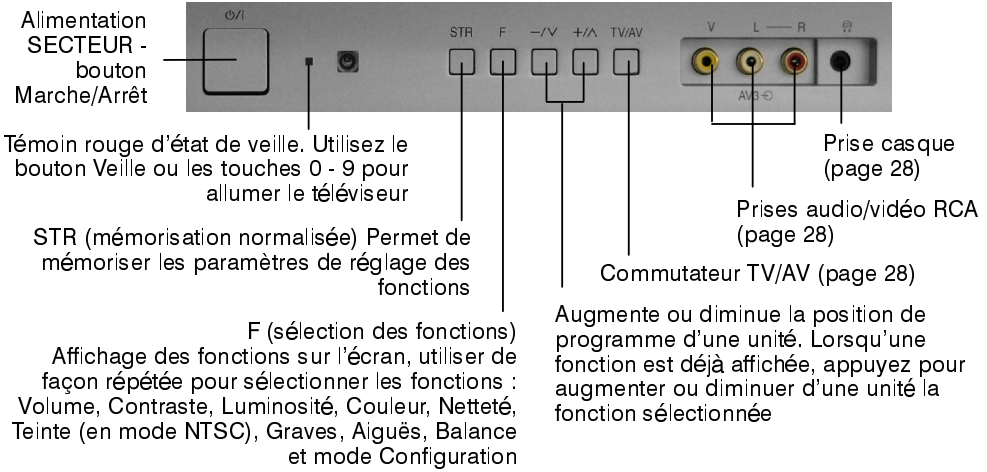 Alimentation
SECTEUR -
bouton
Marche/Arrêt
STR F −/∨ +/∧ TV/AV
V L R
AV3
Témoin rouge d'état de veille. Utilisez le
bouton Veille ou les touches 0 - 9 pour
allumer le téléviseur
Prise casque
(page 28)
Prises audio/vidéo RCA
(page 28)
STR (mémorisation normalisée) Permet de
mémoriser les paramètres de réglage des
fonctions
Commutateur TV/AV (page 28)
F (sélection des fonctions)
Affichage des fonctions sur l'écran, utiliser de
façon répétée pour sélectionner les fonctions :
Volume, Contraste, Luminosité, Couleur, Netteté,
Teinte (en mode NTSC), Graves, Aiguës, Balance
et mode Configuration
Augmente ou diminue la position de
programme d'une unité. Lorsqu'une
fonction est déjà affichée, appuyez pour
augmenter ou diminuer d'une unité la
fonction sélectionnée